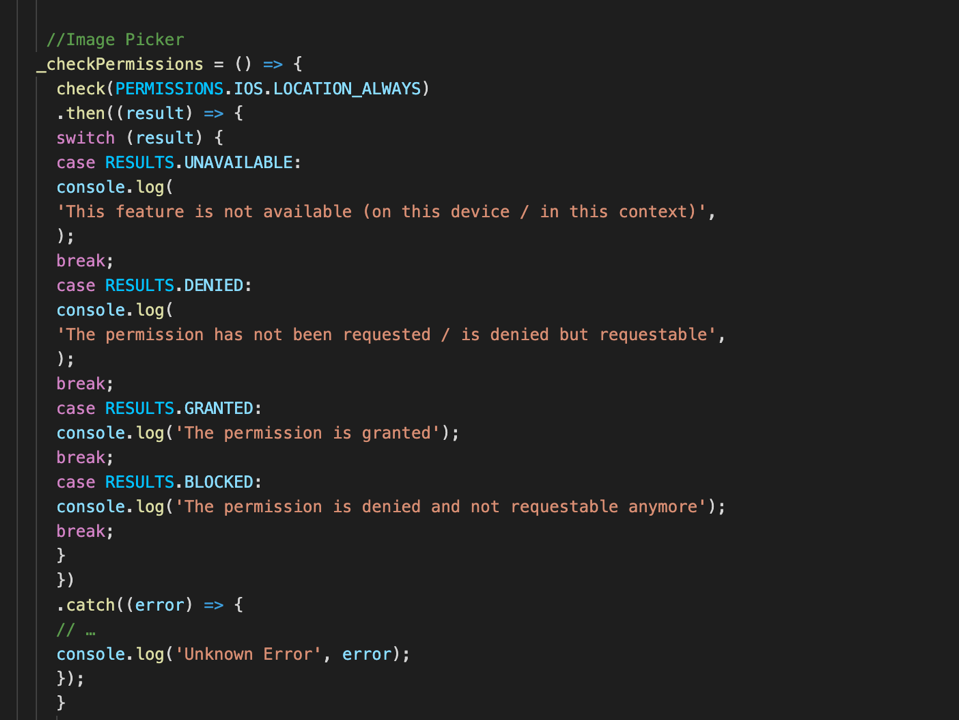 //Image Picker
_checkPermissions = () => {
check(PERMISSIONS.IOS.LOCATION_ALWAYS)
.then((result) => {
switch (result) {
case RESULTS.UNAVAILABLE:
console.log(
'This feature is not available (on this device / in this context)',
);
break;
case RESULTS.DENIED:
console.log(
'The permission has not been requested / is denied but requestable',
);
break;
case RESULTS.GRANTED:
console.log('The permission is granted');
break;
case RESULTS.BLOCKED:
console.log('The permission is denied and not requestable anymore');
break;
}
})
.catch((error) => {
// …
console.log('Unknown Error', error);
});
}